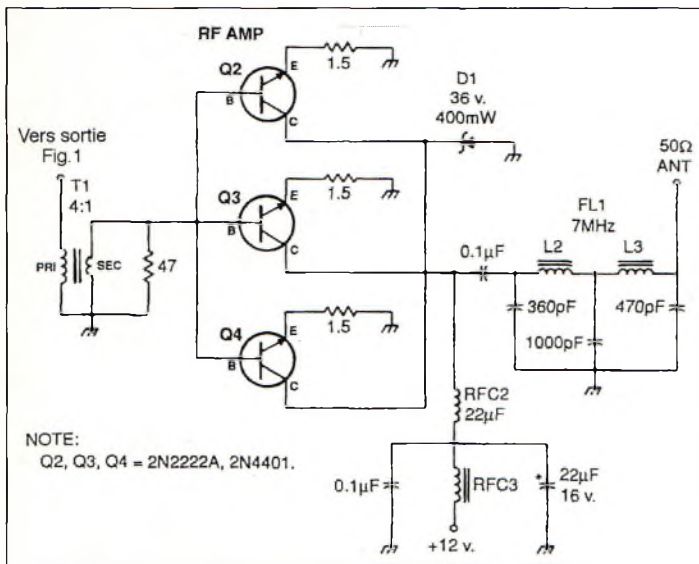 RF AMP
Q2
B
E
C
1.5
D1
36 v.
400mW
Vers sortie
Fig.1
T1
4:1
PRI
SEC
47
Q3
B
E
C
1.5
50Ω
ANT
FL1
7MHz
L2
L3
0.1µF
360pF
470pF
1000pF
Q4
B
E
C
1.5
RFC2
22µF
NOTE:
Q2, Q3, Q4 = 2N2222A, 2N4401.
0.1µF
RFC3
+
22µF
16 v.
+12 v.